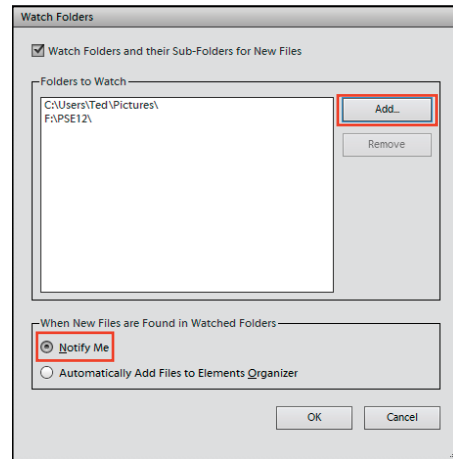 Watch Folders
Watch Folders and their Sub-Folders for New Files
Folders to Watch
C:\Users\Ted\Pictures\
F:\PSE12\
Add...
Remove
When New Files are Found in Watched Folders
Notify Me
Automatically Add Files to Elements Organizer
OK
Cancel